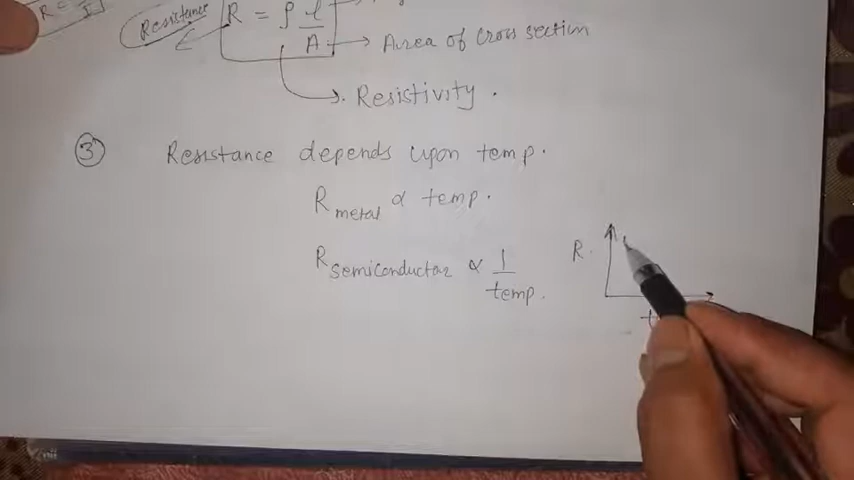 R =
Resistance R = ρ l/A
→ Area of cross section
→ Resistivity .
③ Resistance depends upon temp.
R metal ∝ temp.
R semiconductor ∝ 1/temp.
R
t